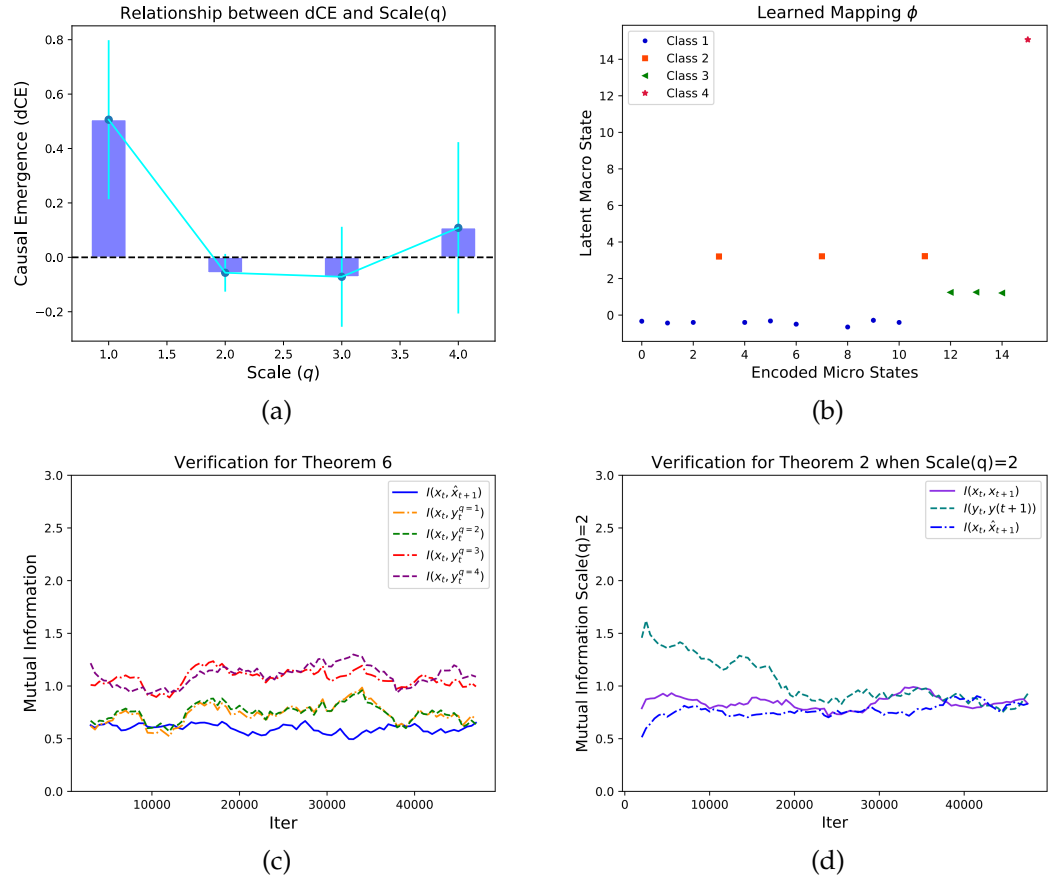 Relationship between dCE and Scale(q)
Causal Emergence (dCE)
0.8
0.6
0.4
0.2
0.0
−0.2
1.0 1.5 2.0 2.5 3.0 3.5 4.0
Scale (q)
(a)
Learned Mapping ϕ
Latent Macro State
Class 1
Class 2
Class 3
Class 4
15
14
12
10
8
6
4
2
0
0 2 4 6 8 10 12 14
Encoded Micro States
(b)
Verification for Theorem 6
Mutual Information
3.0
2.5
2.0
1.5
1.0
0.5
0.0
I(x_t, x̂_{t+1})
I(x_t, y_t^{q=1})
I(x_t, y_t^{q=2})
I(x_t, y_t^{q=3})
I(x_t, y_t^{q=4})
10000 20000 30000 40000
Iter
(c)
Verification for Theorem 2 when Scale(q)=2
Mutual Information Scale(q)=2
3.0
2.5
2.0
1.5
1.0
0.5
0.0
I(x_t, x_{t+1})
I(y_t, y(t + 1))
I(x_t, x̂_{t+1})
0 10000 20000 30000 40000
Iter
(d)